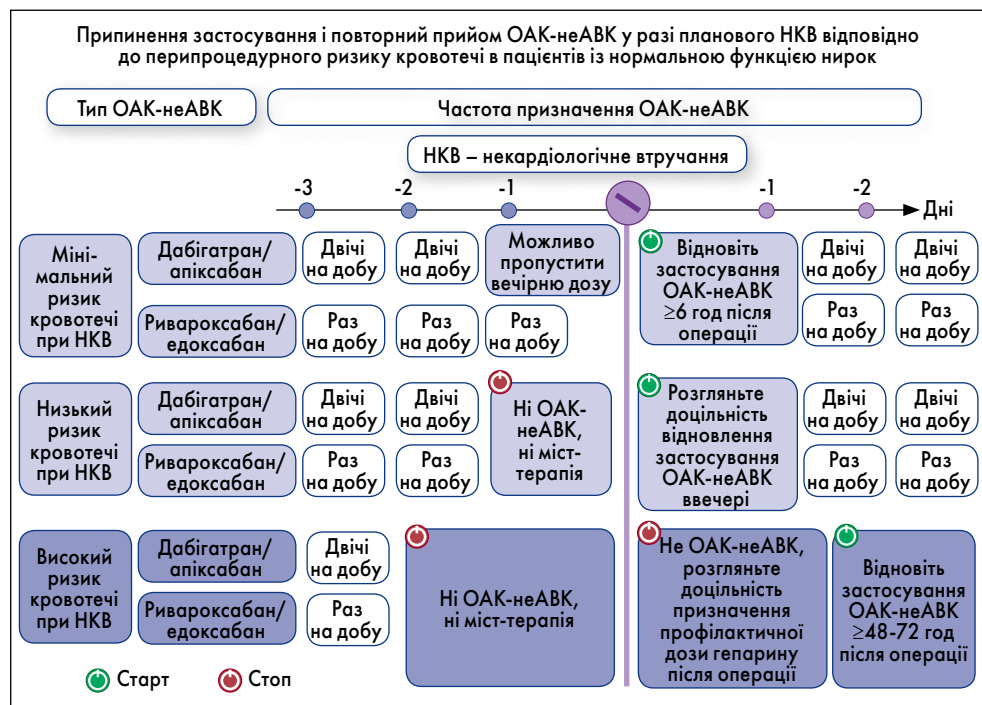 Припинення застосування і повторний прийом ОАК-неАВК у разі планового НКВ відповідно
до перипроцедурного ризику кровотечі в пацієнтів із нормальною функцією нирок
Тип ОАК-неАВК
Частота призначення ОАК-неАВК
НКВ – некардіологічне втручання
-3
-2
-1
-1
-2
Дні
Міні-
мальний
ризик
кровотечі
при НКВ
Дабігатран/
апіксабан
Двічі
на добу
Двічі
на добу
Можливо
пропустити
вечірню дозу
Відновіть
застосування
ОАК-неАВК
≥6 год після
операції
Двічі
на добу
Двічі
на добу
Ривароксабан/
едоксабан
Раз
на добу
Раз
на добу
Раз
на добу
Раз
на добу
Раз
на добу
Низький
ризик
кровотечі
при НКВ
Дабігатран/
апіксабан
Двічі
на добу
Двічі
на добу
Ні ОАК-
неАВК,
ні міст-
терапія
Розгляньте
доцільність
відновлення
застосування
ОАК-неАВК
ввечері
Двічі
на добу
Двічі
на добу
Ривароксабан/
едоксабан
Раз
на добу
Раз
на добу
Раз
на добу
Раз
на добу
Високий
ризик
кровотечі
при НКВ
Дабігатран/
апіксабан
Двічі
на добу
Ні ОАК-неАВК,
ні міст-терапія
Не ОАК-неАВК,
розгляньте
доцільність
призначення
профілактичної
дози гепарину
після операції
Відновіть
застосування
ОАК-неАВК
≥48-72 год
після операції
Ривароксабан/
едоксабан
Раз
на добу
Старт
Стоп